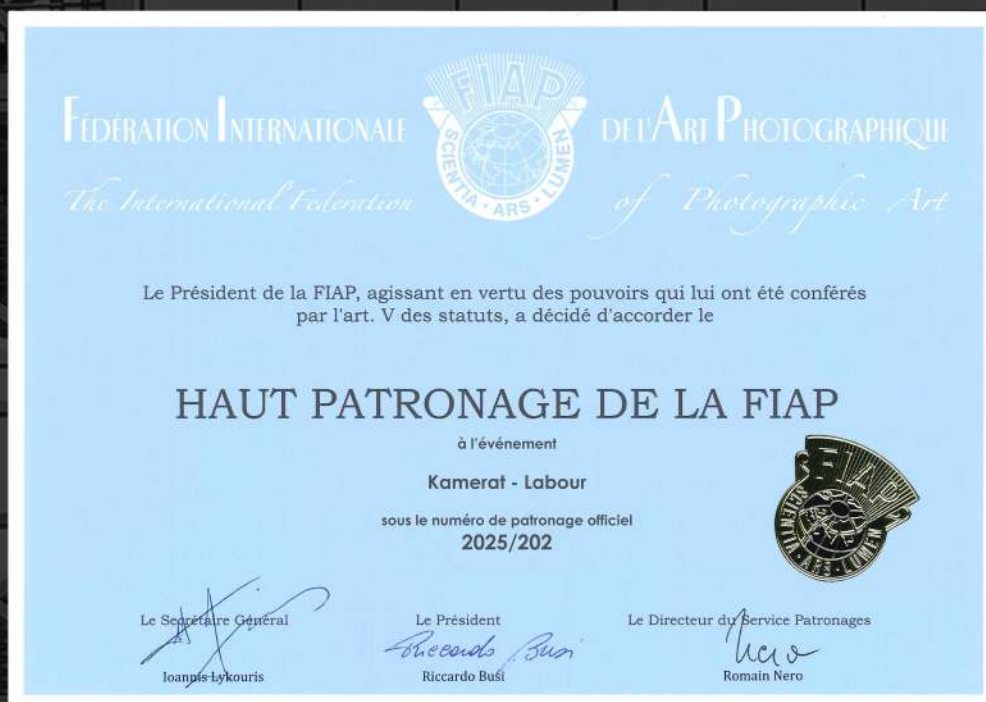 FÉDÉRATION INTERNATIONALE
FIAP
SCIENTIA · ARS · LUMEN
DE L'ART PHOTOGRAPHIQUE
The International Federation
of Photographic Art
Le Président de la FIAP, agissant en vertu des pouvoirs qui lui ont été conférés
par l'art. V des statuts, a décidé d'accorder le
HAUT PATRONAGE DE LA FIAP
à l'événement
Kamerat - Labour
sous le numéro de patronage officiel
2025/202
FIAP
SCIENTIA · ARS · LUMEN
Le Secrétaire Général
Ioannis Lykouris
Le Président
Riccardo Busi
Riccardo Busi
Le Directeur du Service Patronages
Nero
Romain Nero